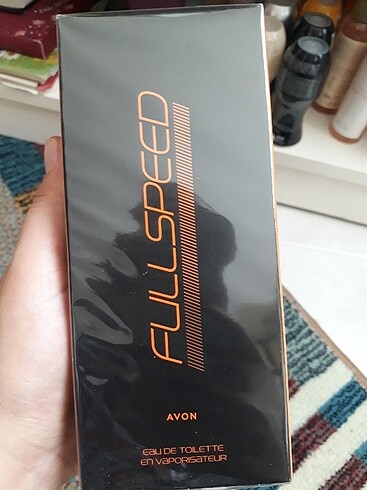 FULLSPEED
AVON
EAU DE TOILETTE
EN VAPORISATEUR